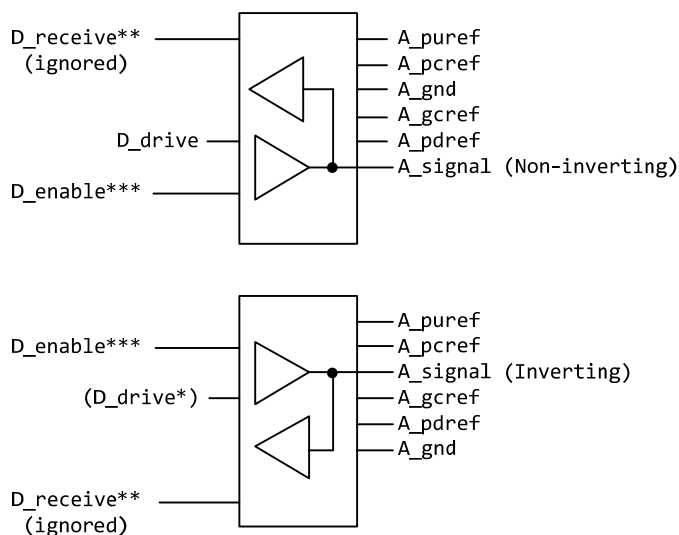 D_receive**
(ignored)
D_drive
D_enable***
A_puref
A_pcref
A_gnd
A_gcref
A_pdref
A_signal (Non-inverting)
D_enable***
(D_drive*)
D_receive**
(ignored)
A_puref
A_pcref
A_signal (Inverting)
A_gcref
A_pdref
A_gnd